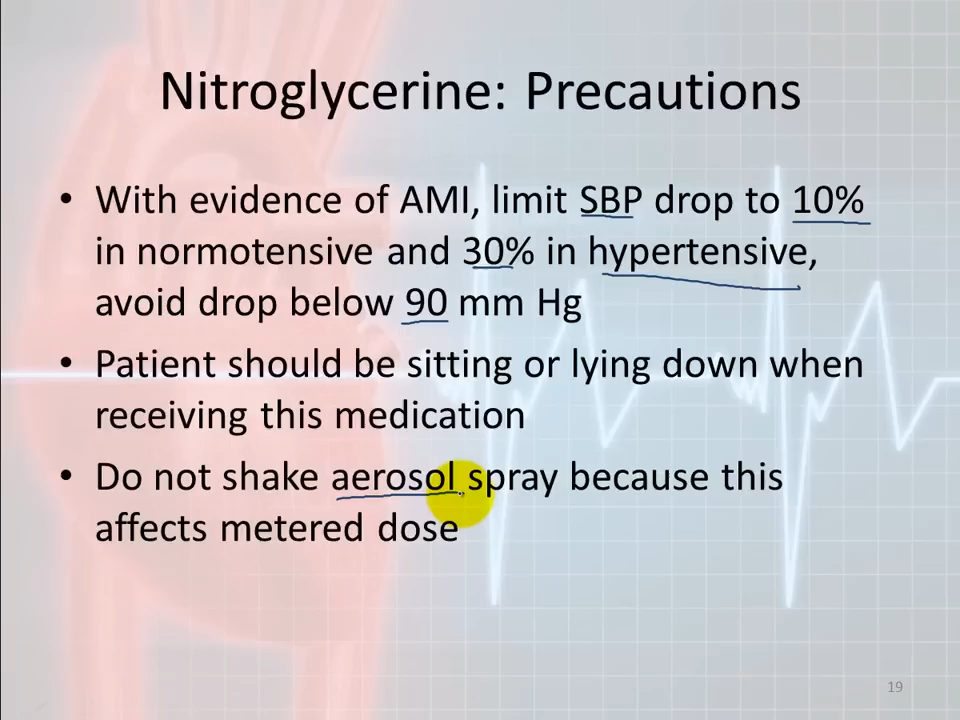 Nitroglycerine: Precautions
• With evidence of AMI, limit SBP drop to 10%
in normotensive and 30% in hypertensive,
avoid drop below 90 mm Hg
• Patient should be sitting or lying down when
receiving this medication
• Do not shake aerosol spray because this
affects metered dose
19